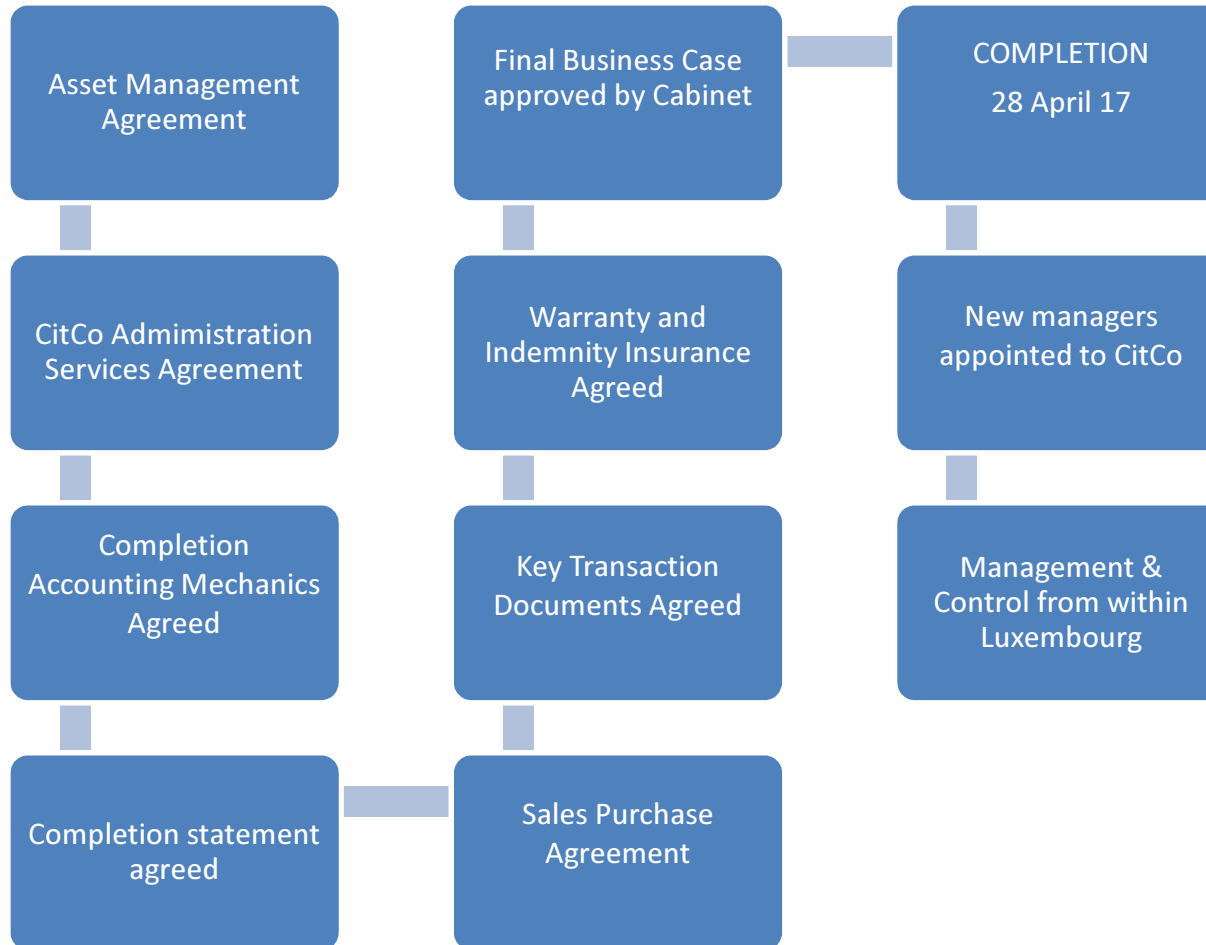 Asset Management
Agreement
CitCo Admimistration
Services Agreement
Completion
Accounting Mechanics
Agreed
Completion statement
agreed
Sales Purchase
Agreement
Key Transaction
Documents Agreed
Warranty and
Indemnity Insurance
Agreed
Final Business Case
approved by Cabinet
COMPLETION
28 April 17
New managers
appointed to CitCo
Management &
Control from within
Luxembourg